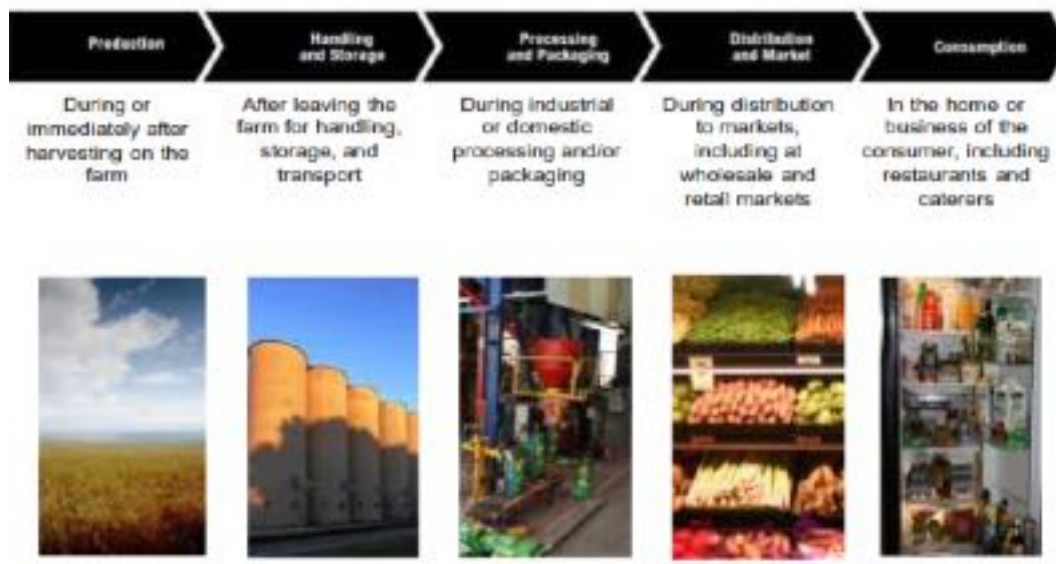 Production
Handling
and Storage
Processing
and Packaging
Distribution
and Market
Consumption
During or
immediately after
harvesting on the
farm
After leaving the
farm for handling,
storage, and
transport
During industrial
or domestic
processing and/or
packaging
During distribution
to markets,
including at
wholesale and
retail markets
In the home or
business of the
consumer, including
restaurants and
caterers